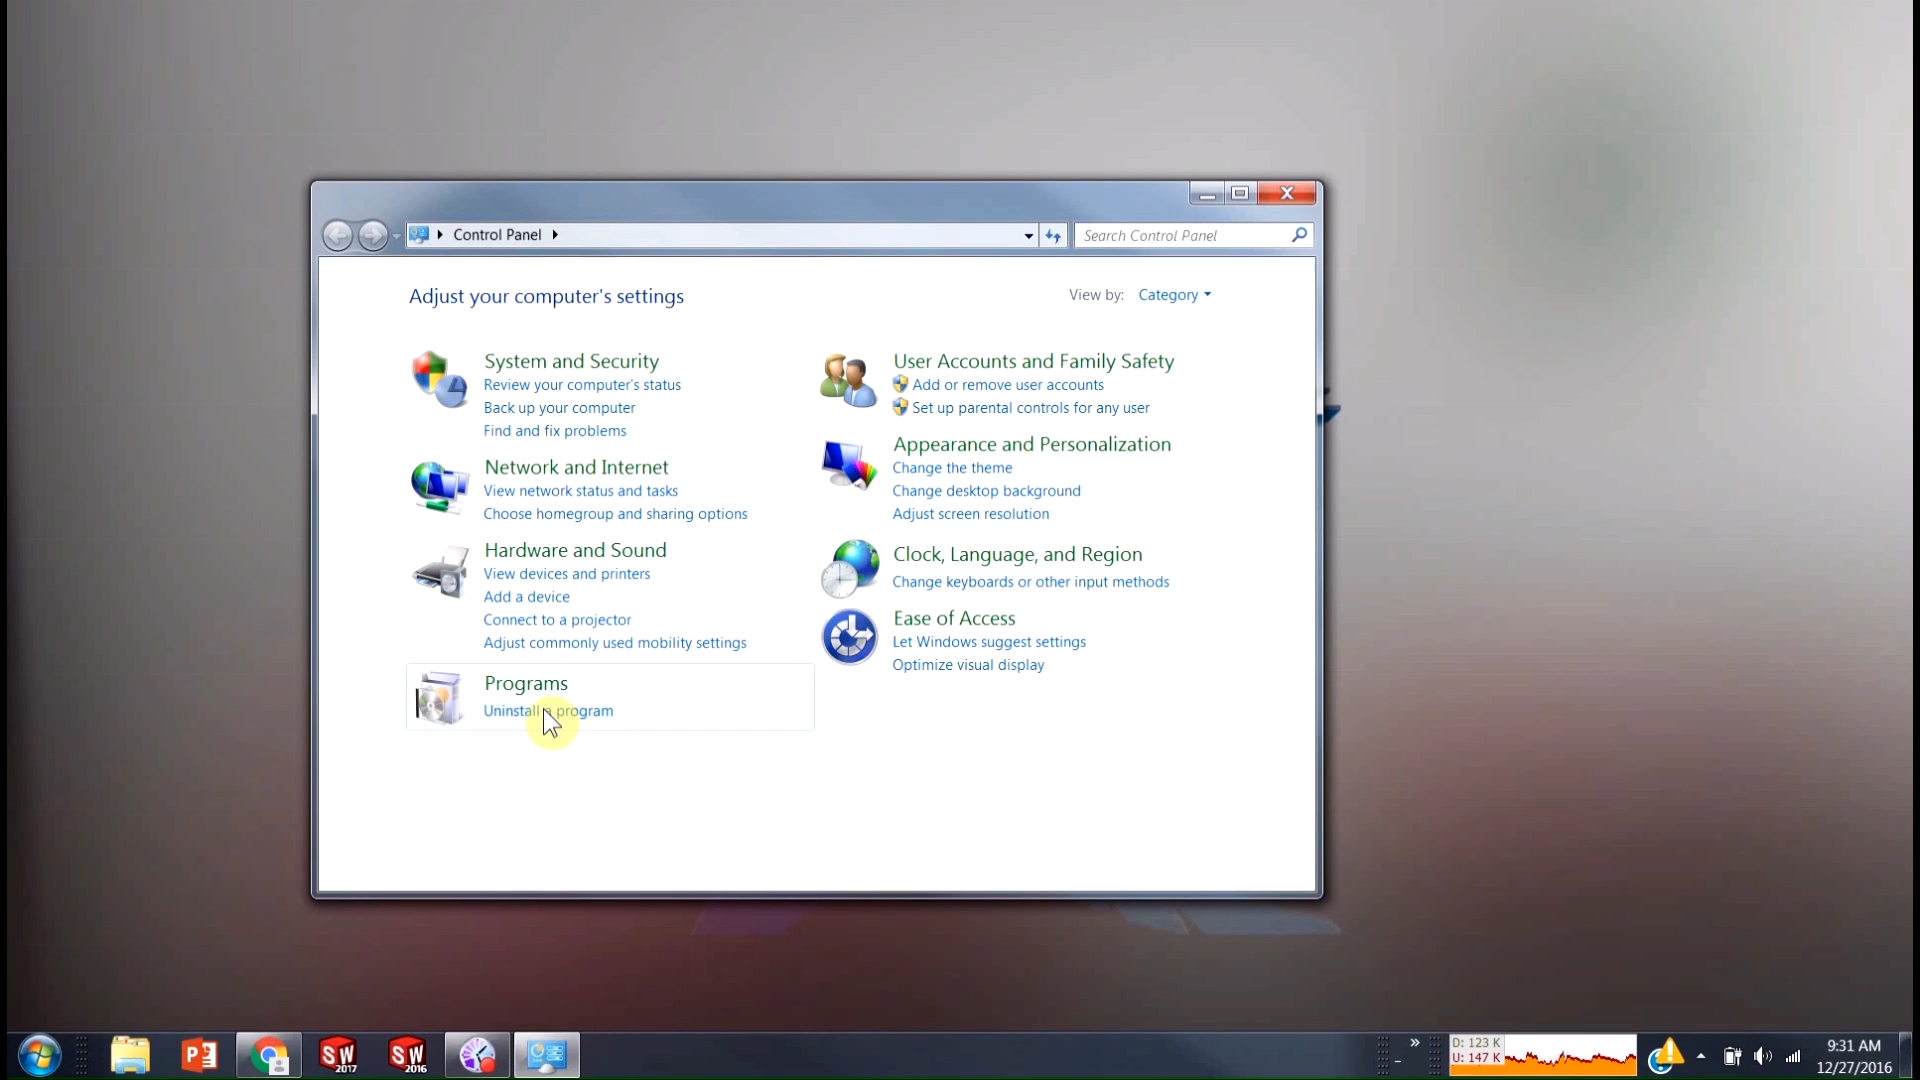 Control Panel
Search Control Panel
Adjust your computer's settings
View by: Category
System and Security
Review your computer's status
Back up your computer
Find and fix problems
Network and Internet
View network status and tasks
Choose homegroup and sharing options
Hardware and Sound
View devices and printers
Add a device
Connect to a projector
Adjust commonly used mobility settings
Programs
Uninstall a program
User Accounts and Family Safety
Add or remove user accounts
Set up parental controls for any user
Appearance and Personalization
Change the theme
Change desktop background
Adjust screen resolution
Clock, Language, and Region
Change keyboards or other input methods
Ease of Access
Let Windows suggest settings
Optimize visual display
P
SW
2017
SW
2016
»
D: 123 K
U: 147 K
9:31 AM
12/27/2016